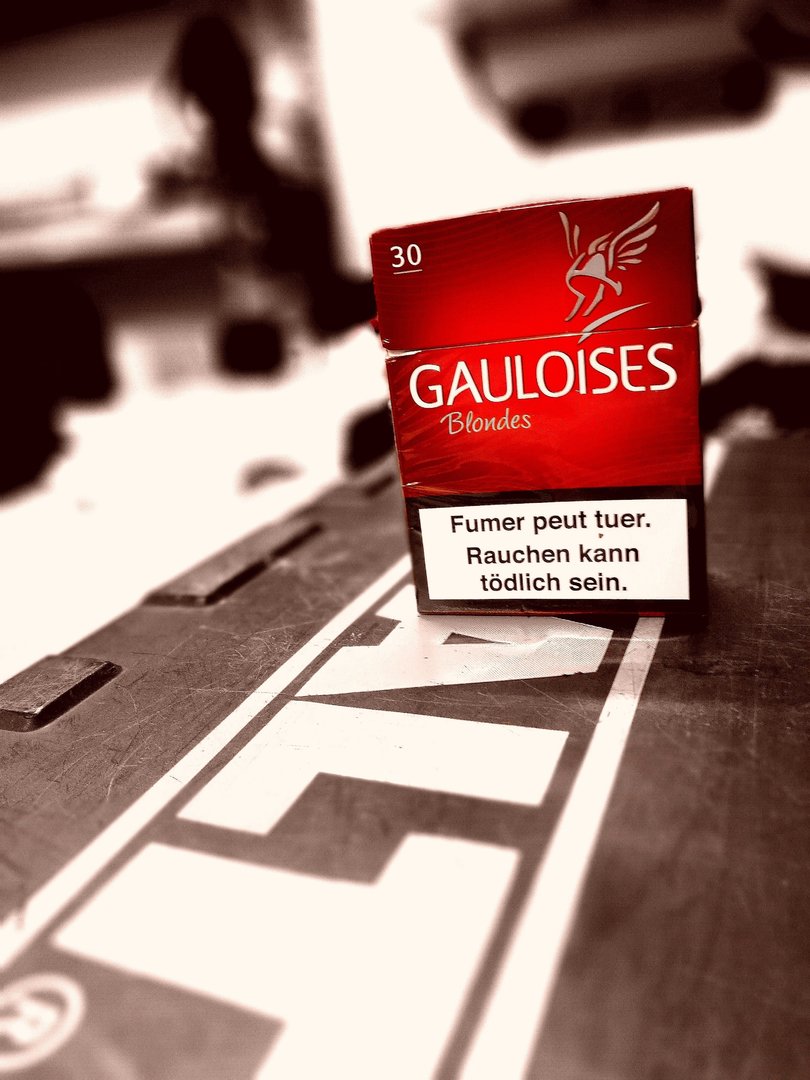 30
GAULOISES
Blondes
Fumer peut tuer.
Rauchen kann
tödlich sein.
®